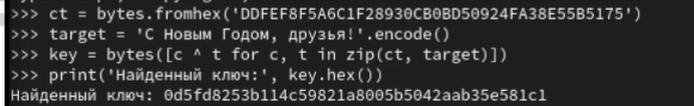 >>> ct = bytes.fromhex('DDFEF8F5A6C1F28930CB0BD50924FA38E55B5175')
>>> target = 'С Новым Годом, друзья!'.encode()
>>> key = bytes([c ^ t for c, t in zip(ct, target)])
>>> print('Найденный ключ:', key.hex())
Найденный ключ: 0d5fd8253b114c59821a8005b5042aab35e581c1